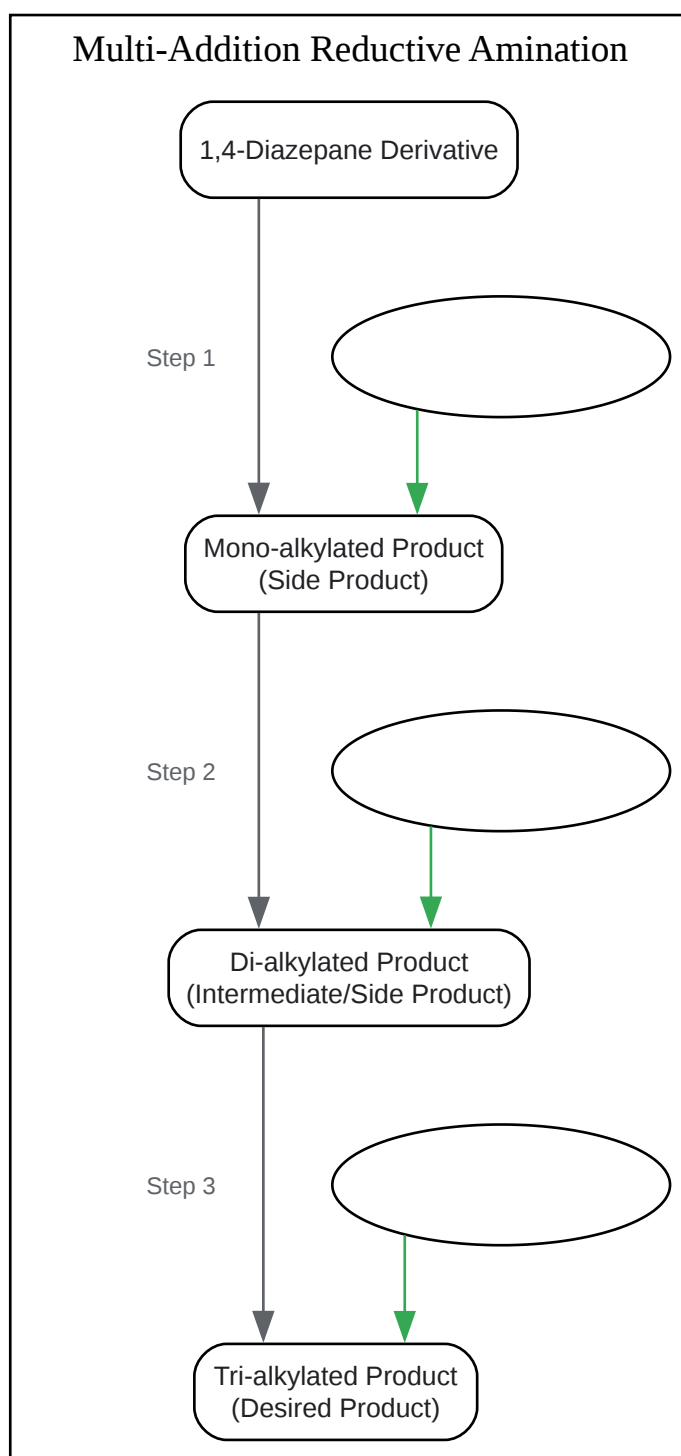 Multi-Addition Reductive Amination
1,4-Diazepane Derivative
Step 1
Mono-alkylated Product
(Side Product)
Step 2
Di-alkylated Product
(Intermediate/Side Product)
Step 3
Tri-alkylated Product
(Desired Product)